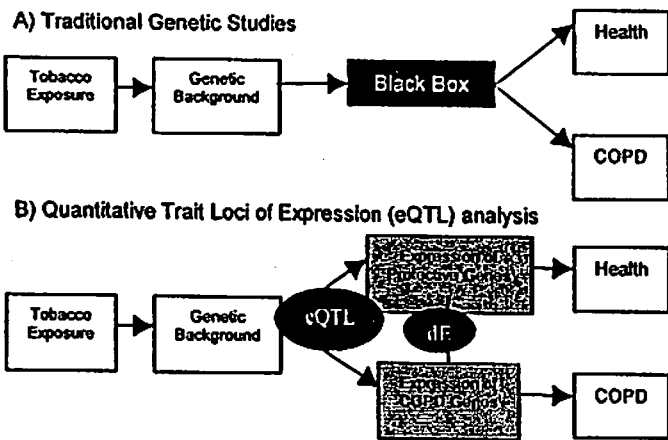 A) Traditional Genetic Studies
Health
Tobacco
Exposure
Genetic
Background
Black Box
COPD
B) Quantitative Trait Loci of Expression (eQTL) analysis
Expression of
Protective Genes
Health
Tobacco
Exposure
Genetic
Background
eQTL
dE
Expression of
COPD Genes
COPD